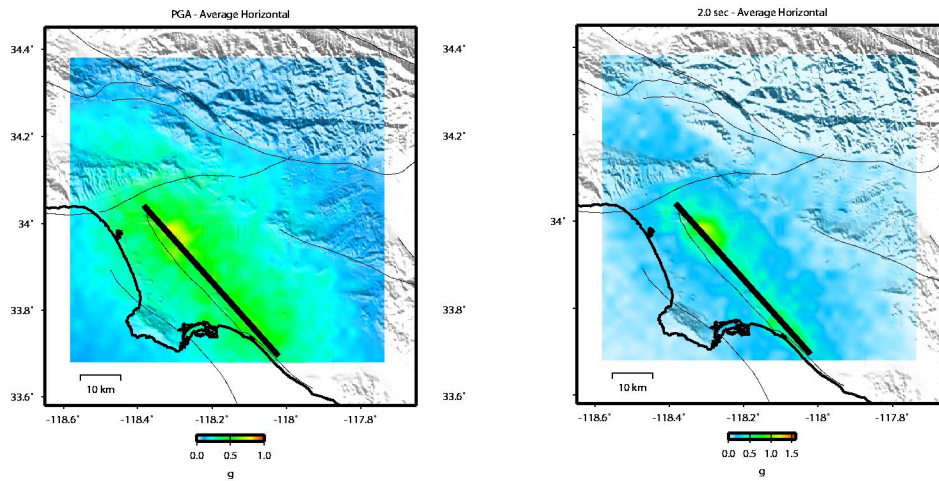 PGA - Average Horizontal
34.4˚
34.2˚
34˚
33.8˚
33.6˚
10 km
-118.6˚ -118.4˚ -118.2˚ -118˚ -117.8˚
0.0 0.5 1.0
g
2.0 sec - Average Horizontal
34.4˚
34.2˚
34˚
33.8˚
33.6˚
10 km
-118.6˚ -118.4˚ -118.2˚ -118˚ -117.8˚
0.0 0.5 1.0 1.5
g